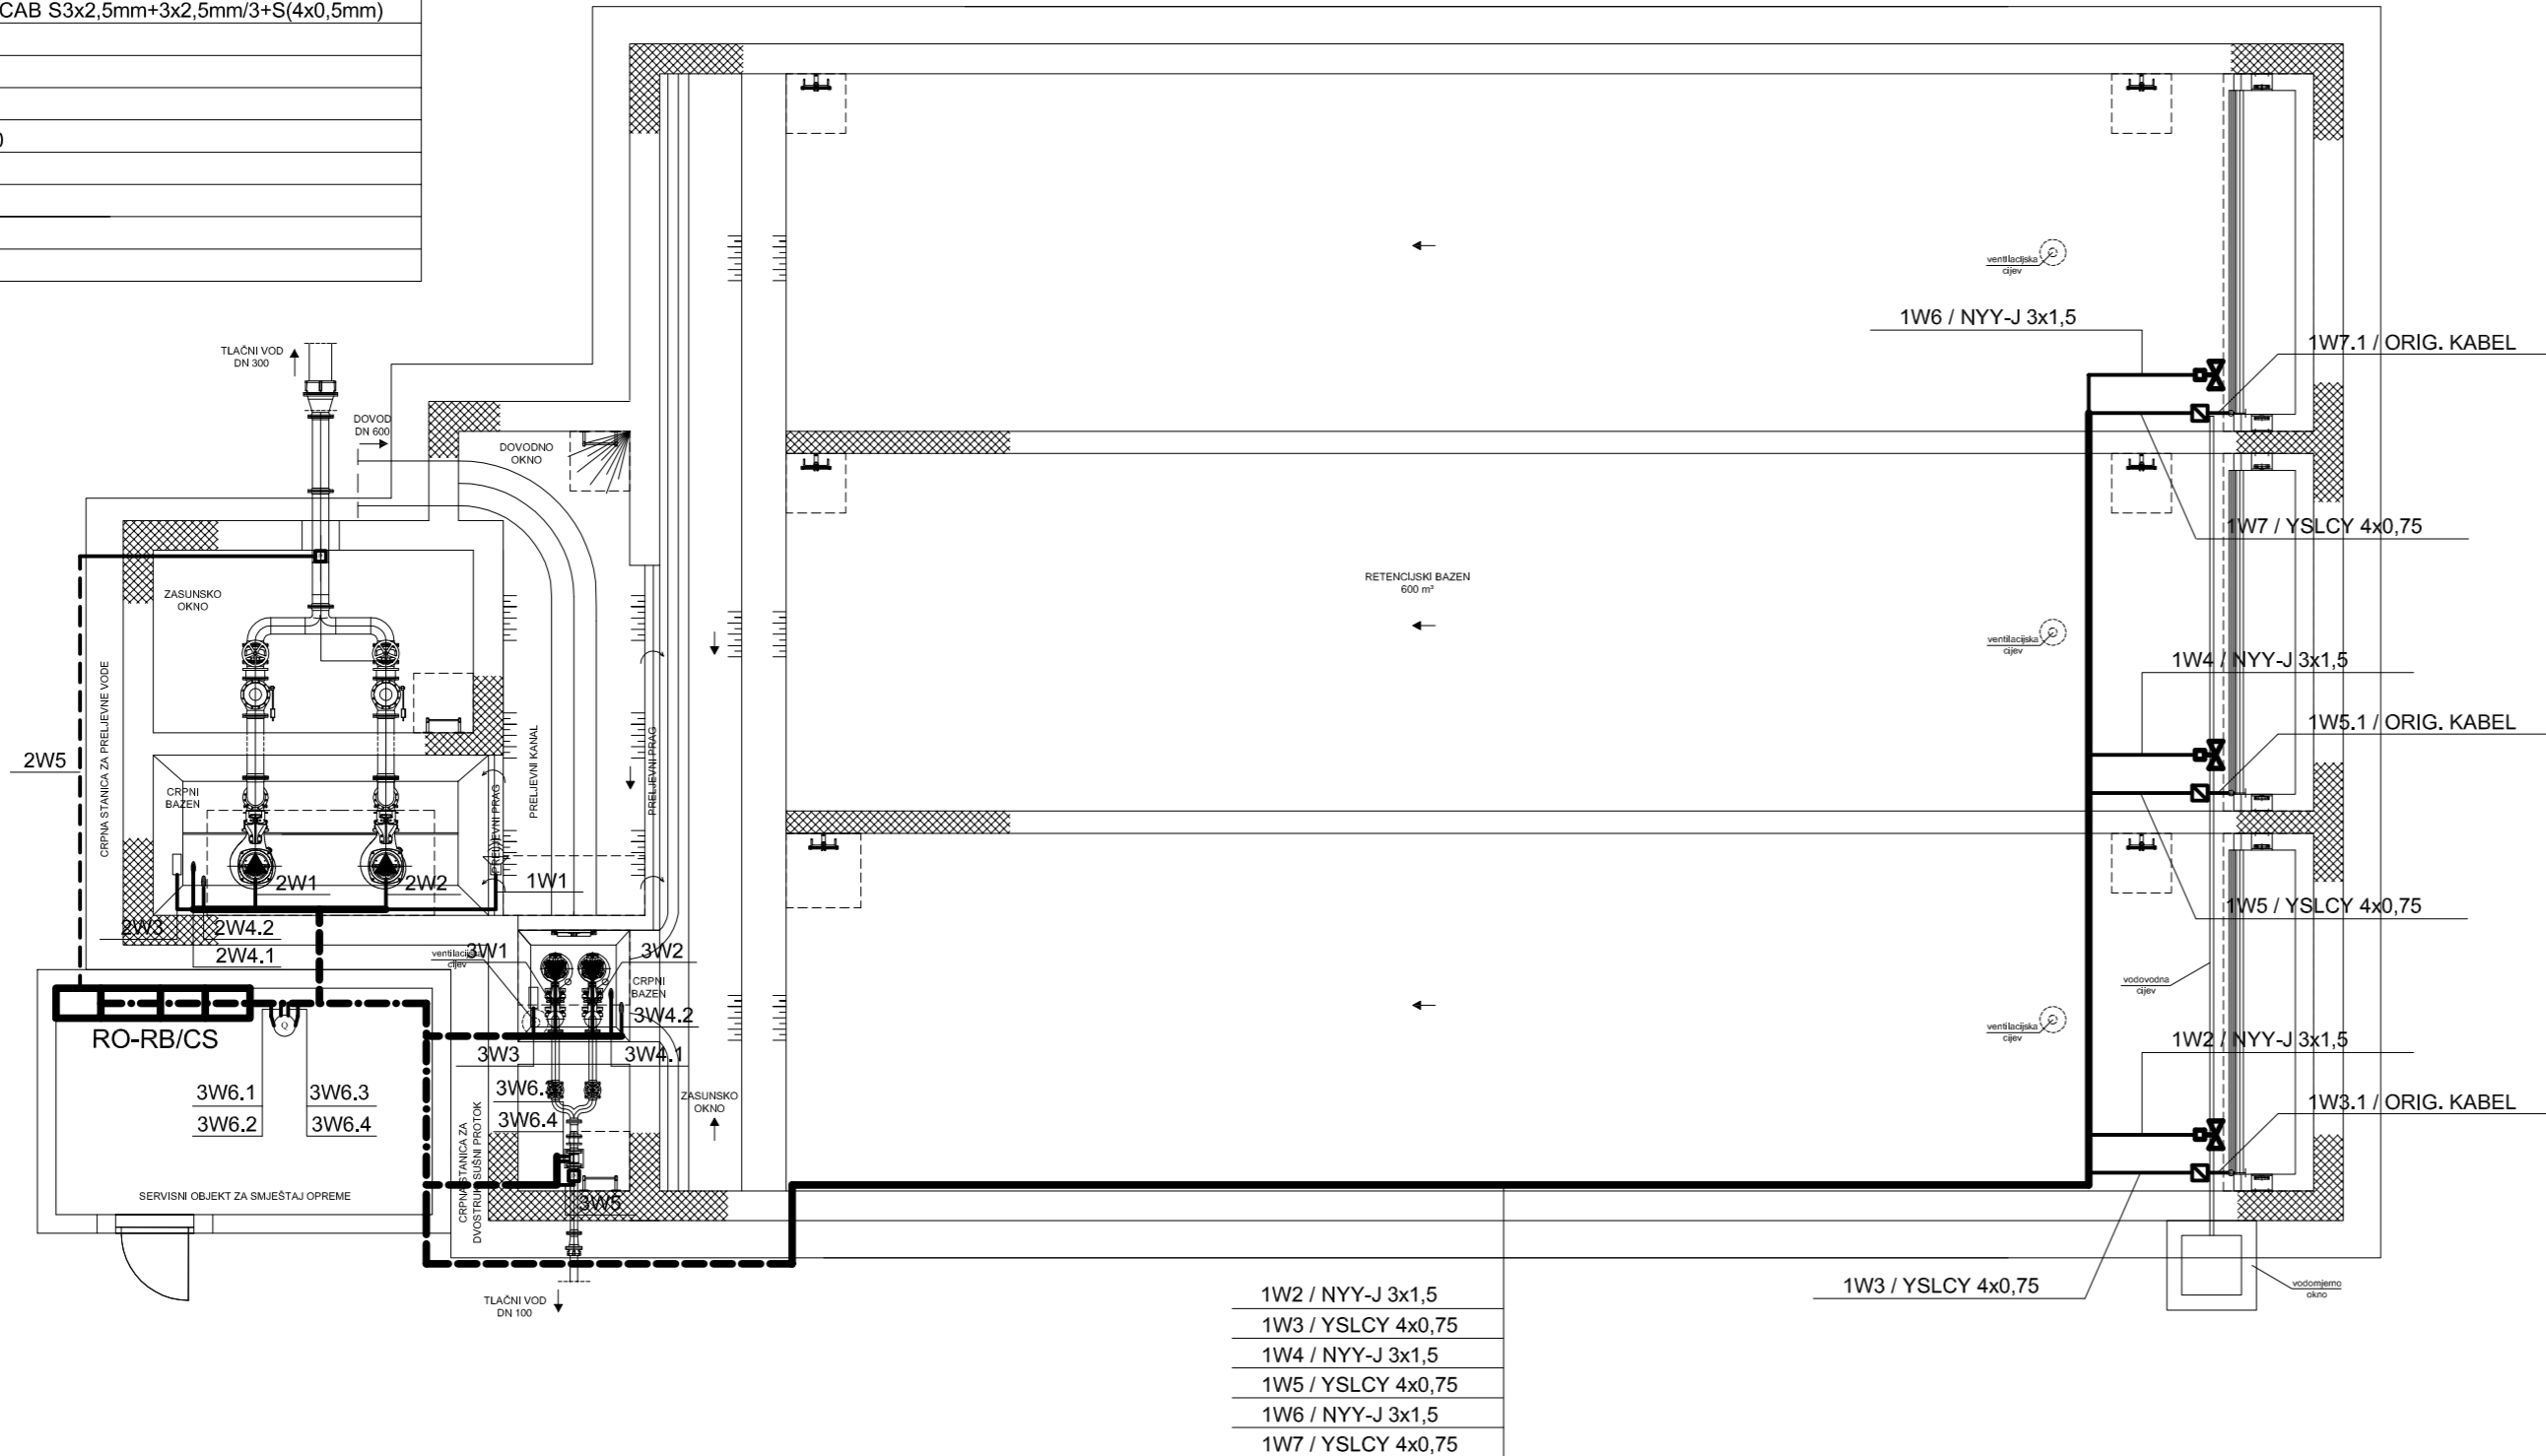 CAB S3x2,5mm+3x2,5mm/3+S(4x0,5mm)
0
TLAČNI VOD
DN 300
DOVOD
DN 600
DOVODNO
OKNO
ZASUNSKO
OKNO
CRPNA STANICA ZA PRELJEVNE VODE
2W5
CRPNI
BAZEN
PRELJEVNI PRAG
PRELJEVNI KANAL
PRELJEVNI PRAG
2W1
2W2
1W1
2W3
2W4.2
2W4.1
ventilacijska
cijev
3W1
3W2
CRPNI
BAZEN
3W4.2
3W3
3W4.1
RO-RB/CS
Q
3W6.1
3W6.2
3W6.3
3W6.4
3W6.3
3W6.4
ZASUNSKO
OKNO
CRPNA STANICA ZA
DVOSTRUKI SUŠNI PROTOK
3W5
SERVISNI OBJEKT ZA SMJEŠTAJ OPREME
TLAČNI VOD
DN 100
RETENCIJSKI BAZEN
600 m³
ventilacijska
cijev
1W6 / NYY-J 3x1,5
1W7.1 / ORIG. KABEL
1W7 / YSLCY 4x0,75
ventilacijska
cijev
1W4 / NYY-J 3x1,5
1W5.1 / ORIG. KABEL
1W5 / YSLCY 4x0,75
vodovodna
cijev
ventilacijska
cijev
1W2 / NYY-J 3x1,5
1W3.1 / ORIG. KABEL
1W3 / YSLCY 4x0,75
vodomjerno
okno
1W2 / NYY-J 3x1,5
1W3 / YSLCY 4x0,75
1W4 / NYY-J 3x1,5
1W5 / YSLCY 4x0,75
1W6 / NYY-J 3x1,5
1W7 / YSLCY 4x0,75